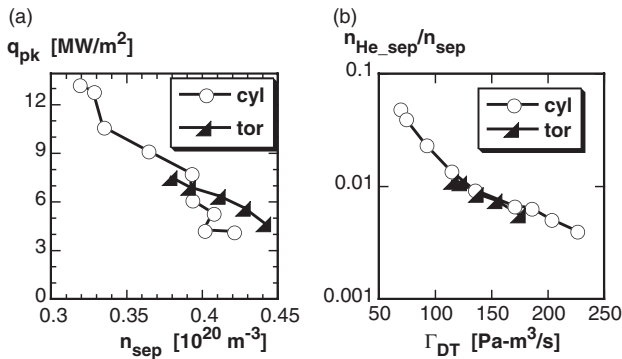 (a)
q_pk [MW/m²]
12
9
6
3
0
0.3
0.35
0.4
0.45
n_sep [10²⁰ m⁻³]
cyl
tor
(b)
n_He_sep/n_sep
0.1
0.01
0.001
50
100
150
200
250
Γ_DT [Pa-m³/s]
cyl
tor